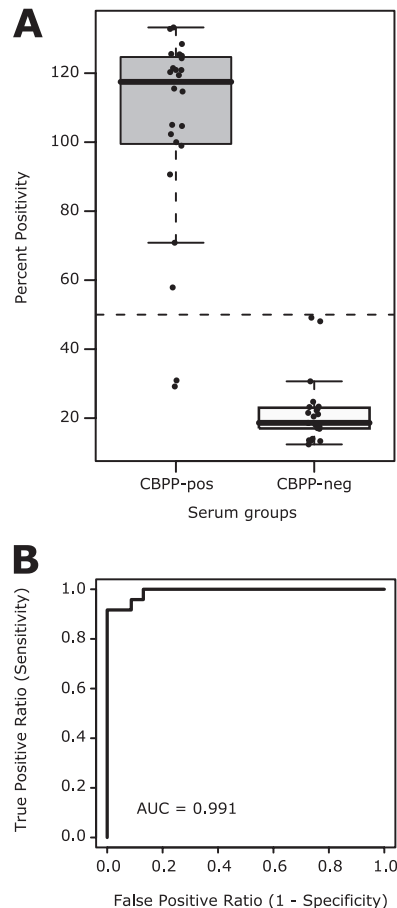 A
Percent Positivity
120
100
80
60
40
20
CBPP-pos CBPP-neg
Serum groups
B
True Positive Ratio (Sensitivity)
1.0
0.8
0.6
0.4
0.2
0.0
AUC = 0.991
0.0 0.2 0.4 0.6 0.8 1.0
False Positive Ratio (1 - Specificity)